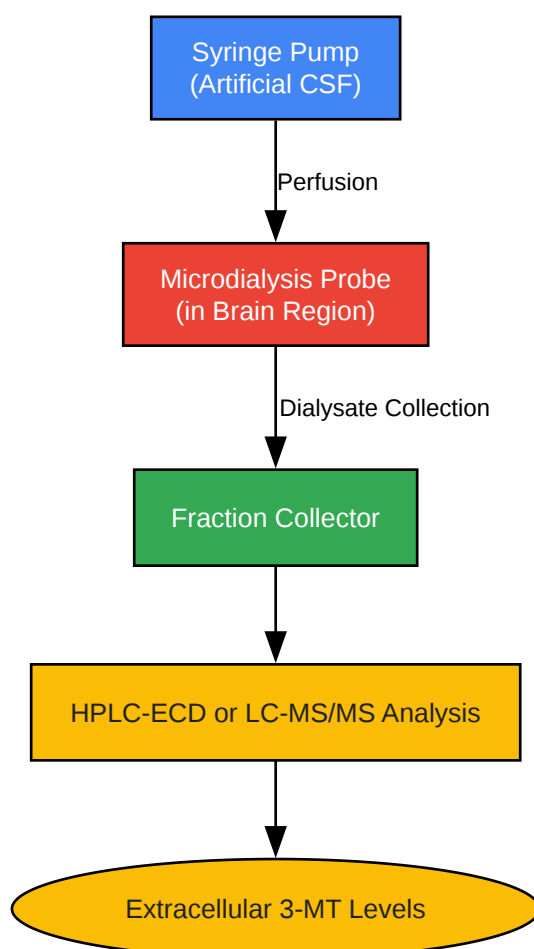 Syringe Pump
(Artificial CSF)
Perfusion
Microdialysis Probe
(in Brain Region)
Dialysate Collection
Fraction Collector
HPLC-ECD or LC-MS/MS Analysis
Extracellular 3-MT Levels